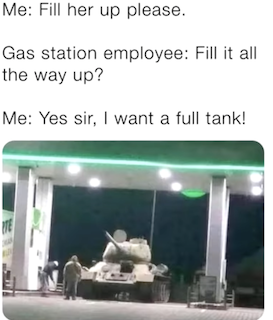 Me: Fill her up please.
Gas station employee: Fill it all
the way up?
Me: Yes sir, I want a full tank!